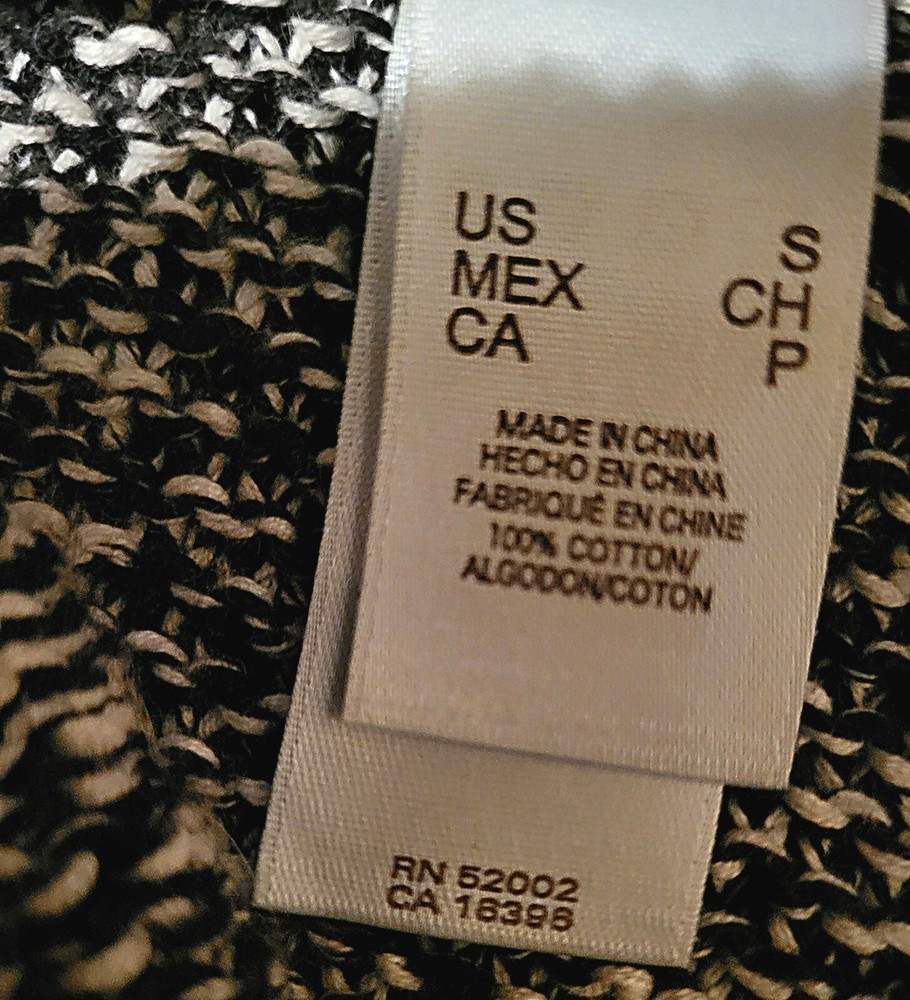 US S
MEX CH
CA P
MADE IN CHINA
HECHO EN CHINA
FABRIQUÉ EN CHINE
100% COTTON/
ALGODON/COTON
RN 52002
CA 16396